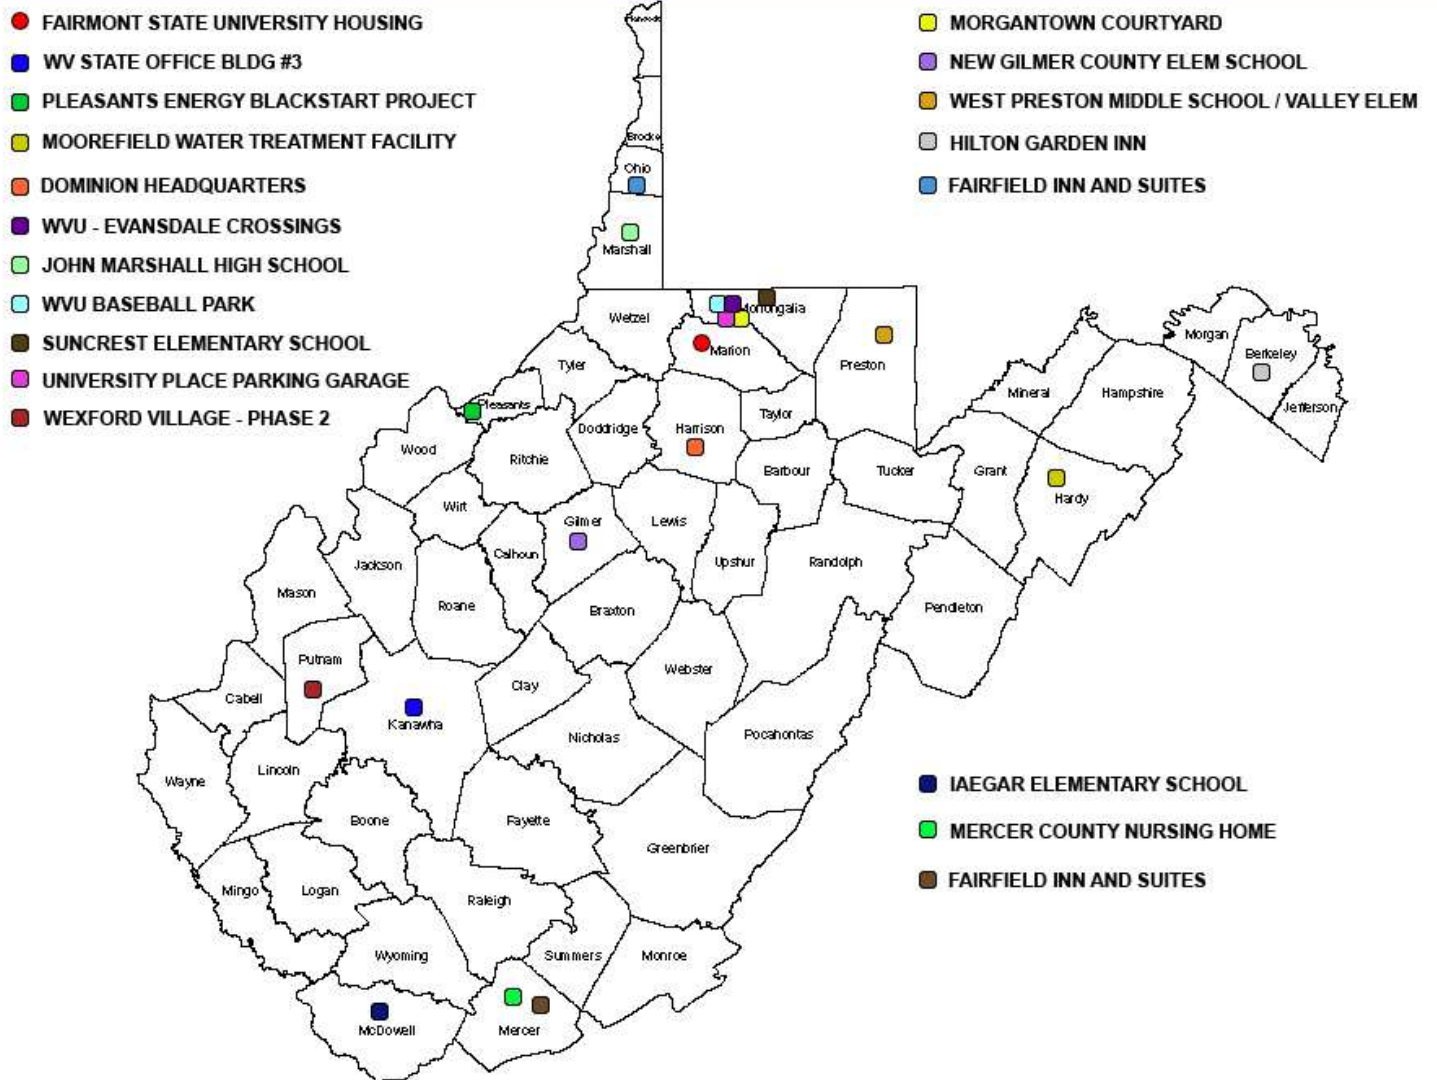 FAIRMONT STATE UNIVERSITY HOUSING
WV STATE OFFICE BLDG #3
PLEASANTS ENERGY BLACKSTART PROJECT
MOOREFIELD WATER TREATMENT FACILITY
DOMINION HEADQUARTERS
WVU - EVANSDALE CROSSINGS
JOHN MARSHALL HIGH SCHOOL
WVU BASEBALL PARK
SUNCREST ELEMENTARY SCHOOL
UNIVERSITY PLACE PARKING GARAGE
WEXFORD VILLAGE - PHASE 2
MORGANTOWN COURTYARD
NEW GILMER COUNTY ELEM SCHOOL
WEST PRESTON MIDDLE SCHOOL / VALLEY ELEM
HILTON GARDEN INN
FAIRFIELD INN AND SUITES
Brooke
Ohio
Marshall
Wetzel
Marion
Tyler
Preston
Morgan
Berkeley
Jefferson
Mineral
Hampshire
Pleasants
Doddridge
Harrison
Taylor
Wood
Ritchie
Barbour
Tucker
Grant
Hardy
Wirt
Gilmer
Lewis
Calhoun
Upshur
Randolph
Jackson
Mason
Roane
Braxton
Pendleton
Putnam
Webster
Clay
Cabell
Kanawha
Nicholas
Pocahontas
Wayne
Lincoln
Boone
Fayette
Greenbrier
Mingo
Logan
Raleigh
Wyoming
Summers
Monroe
McDowell
Mercer
IAEGAR ELEMENTARY SCHOOL
MERCER COUNTY NURSING HOME
FAIRFIELD INN AND SUITES